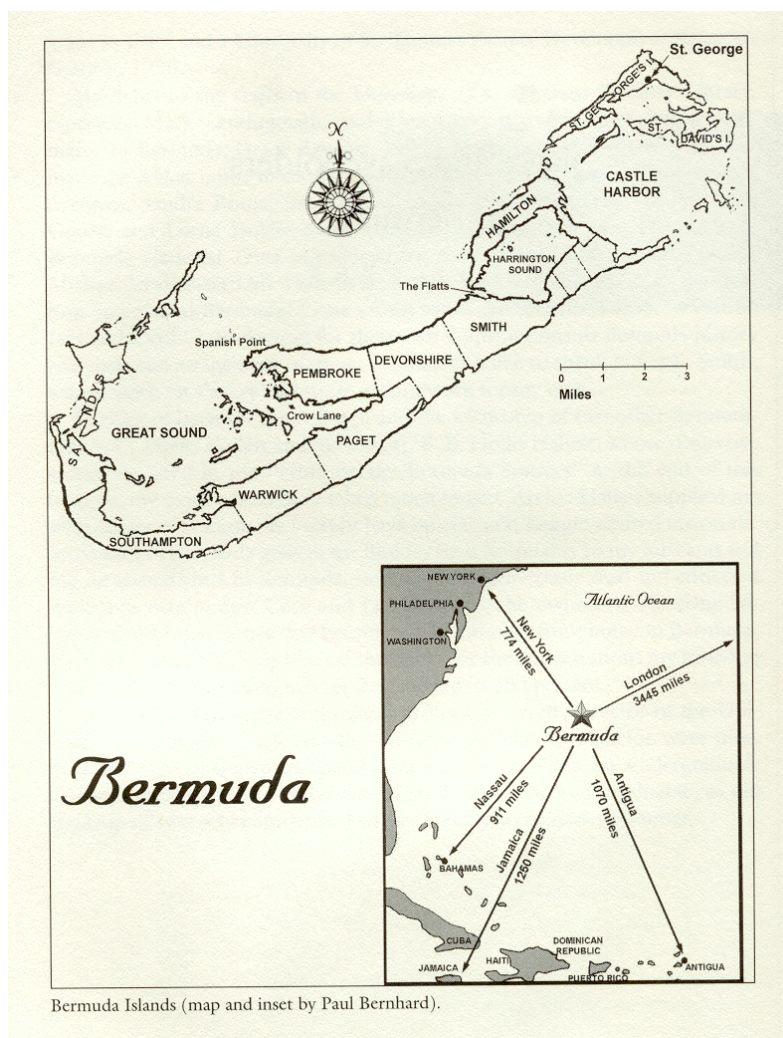 St. George
ST. GEORGE'S I.
ST.
DAVID'S I.
N
CASTLE
HARBOR
HAMILTON
HARRINGTON
SOUND
The Flatts
SMITH
Spanish Point
PEMBROKE
DEVONSHIRE
0 1 2 3
Miles
SANDYS
Crow Lane
GREAT SOUND
PAGET
WARWICK
SOUTHAMPTON
NEW YORK
Atlantic Ocean
PHILADELPHIA
WASHINGTON
New York
774 miles
London
3445 miles
Bermuda
Bermuda
Nassau
911 miles
Antigua
1070 miles
Jamaica
1250 miles
BAHAMAS
CUBA
DOMINICAN
REPUBLIC
HAITI
JAMAICA
PUERTO RICO
ANTIGUA
Bermuda Islands (map and inset by Paul Bernhard).